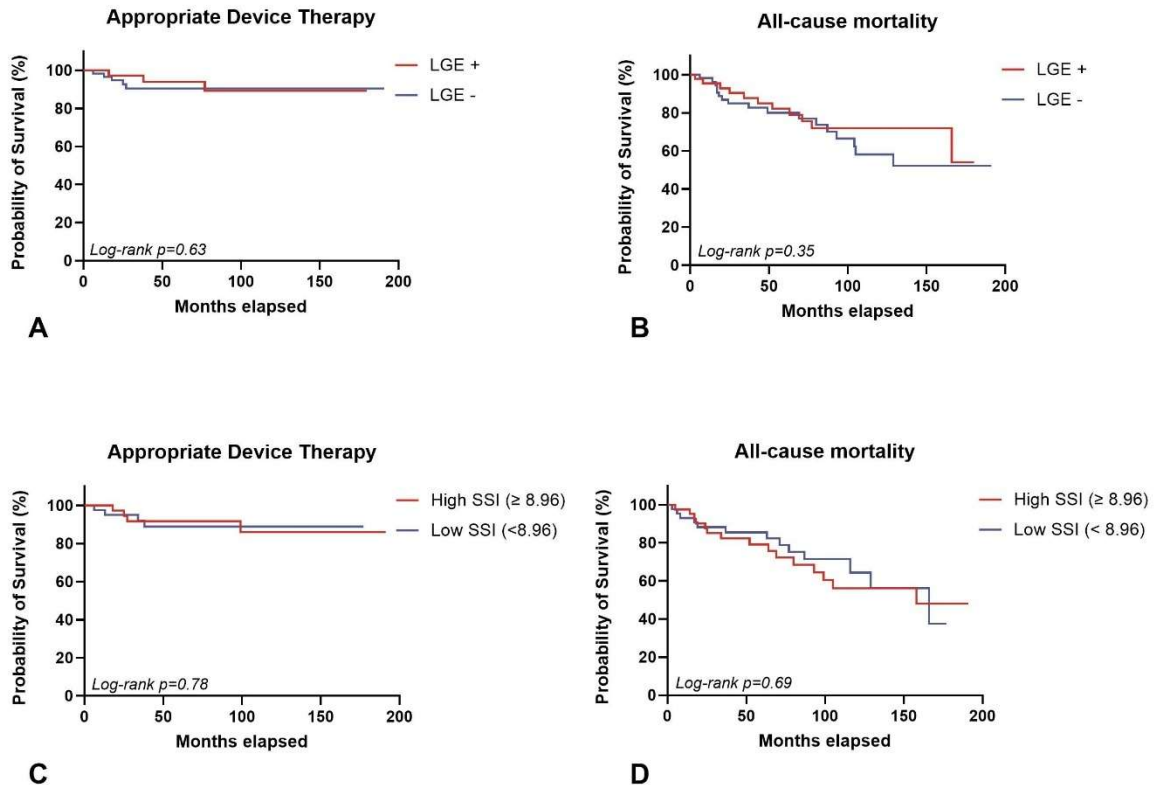 Appropriate Device Therapy
Probability of Survival (%)
100
80
60
40
20
0
Log-rank p=0.63
0 50 100 150 200
Months elapsed
LGE +
LGE -
A
All-cause mortality
Probability of Survival (%)
100
80
60
40
20
0
Log-rank p=0.35
0 50 100 150 200
Months elapsed
LGE +
LGE -
B
Appropriate Device Therapy
Probability of Survival (%)
100
80
60
40
20
0
Log-rank p=0.78
0 50 100 150 200
Months elapsed
High SSI (≥ 8.96)
Low SSI (<8.96)
C
All-cause mortality
Probability of Survival (%)
100
80
60
40
20
0
Log-rank p=0.69
0 50 100 150 200
Months elapsed
High SSI (≥ 8.96)
Low SSI (< 8.96)
D